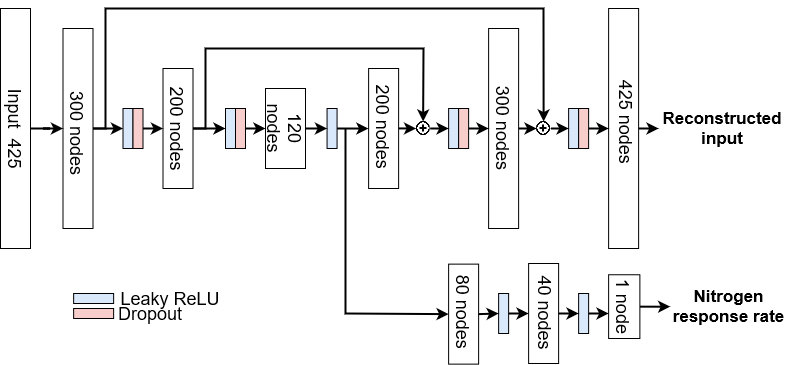 Input 425
300 nodes
200 nodes
120
nodes
200 nodes
300 nodes
425 nodes
Reconstructed
input
80 nodes
40 nodes
1 node
Nitrogen
response rate
Leaky ReLU
Dropout